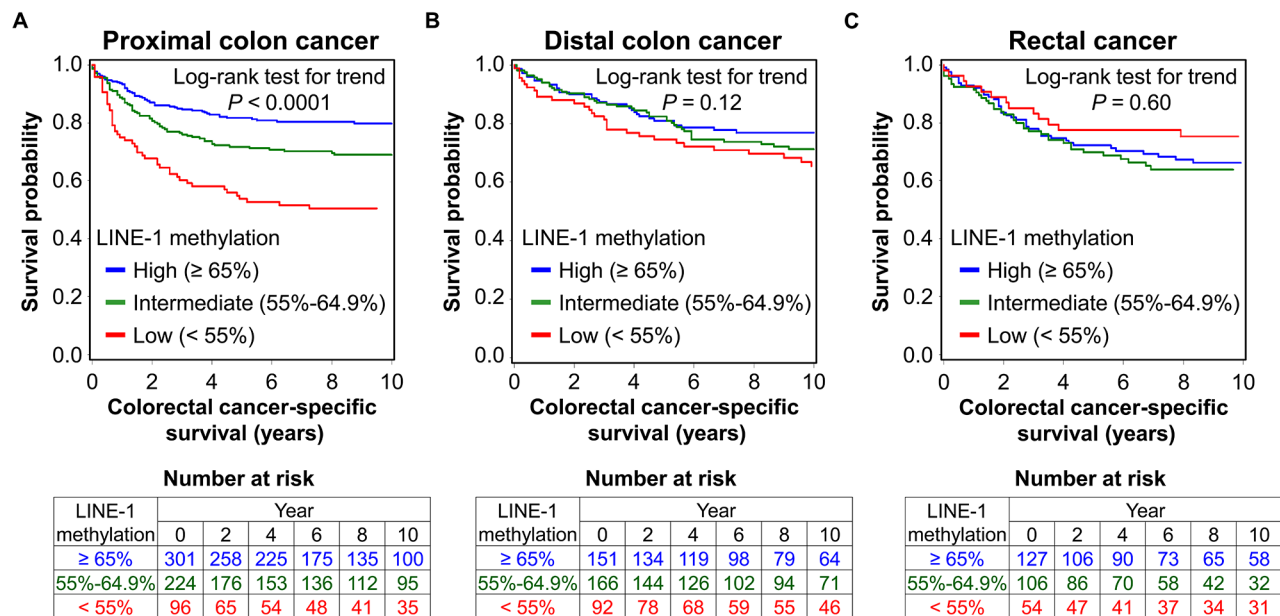 A
Proximal colon cancer
Log-rank test for trend
P < 0.0001
Survival probability
1.0
0.8
0.6
0.4
0.2
0.0
LINE-1 methylation
High (≥ 65%)
Intermediate (55%-64.9%)
Low (< 55%)
0 2 4 6 8 10
Colorectal cancer-specific
survival (years)
Number at risk
LINE-1 methylation
Year
0 2 4 6 8 10
≥ 65% 301 258 225 175 135 100
55%-64.9% 224 176 153 136 112 95
< 55% 96 65 54 48 41 35
B
Distal colon cancer
Log-rank test for trend
P = 0.12
Survival probability
1.0
0.8
0.6
0.4
0.2
0.0
LINE-1 methylation
High (≥ 65%)
Intermediate (55%-64.9%)
Low (< 55%)
0 2 4 6 8 10
Colorectal cancer-specific
survival (years)
Number at risk
LINE-1 methylation
Year
0 2 4 6 8 10
≥ 65% 151 134 119 98 79 64
55%-64.9% 166 144 126 102 94 71
< 55% 92 78 68 59 55 46
C
Rectal cancer
Log-rank test for trend
P = 0.60
Survival probability
1.0
0.8
0.6
0.4
0.2
0.0
LINE-1 methylation
High (≥ 65%)
Intermediate (55%-64.9%)
Low (< 55%)
0 2 4 6 8 10
Colorectal cancer-specific
survival (years)
Number at risk
LINE-1 methylation
Year
0 2 4 6 8 10
≥ 65% 127 106 90 73 65 58
55%-64.9% 106 86 70 58 42 32
< 55% 54 47 41 37 34 31